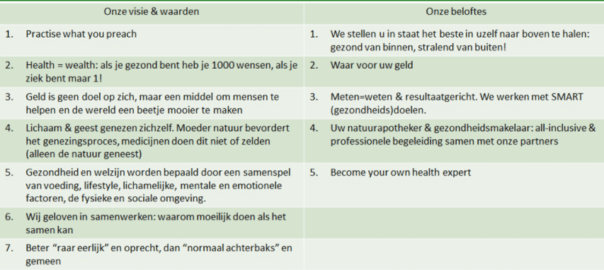 Onze visie & waarden
Onze beloftes
1. Practise what you preach
1. We stellen u in staat het beste in uzelf naar boven te halen:
gezond van binnen, stralend van buiten!
2. Health = wealth: als je gezond bent heb je 1000 wensen, als je
ziek bent maar 1!
2. Waar voor uw geld
3. Geld is geen doel op zich, maar een middel om mensen te
helpen en de wereld een beetje mooier te maken
3. Meten=weten & resultaatgericht. We werken met SMART
(gezondheids)doelen.
4. Lichaam & geest genezen zichzelf. Moeder natuur bevordert
het genezingsproces, medicijnen doen dit niet of zelden
(alleen de natuur geneest)
4. Uw natuurapotheker & gezondheidsmakelaar: all-inclusive &
professionele begeleiding samen met onze partners
5. Gezondheid en welzijn worden bepaald door een samenspel
van voeding, lifestyle, lichamelijke, mentale en emotionele
factoren, de fysieke en sociale omgeving.
5. Become your own health expert
6. Wij geloven in samenwerken: waarom moeilijk doen als het
samen kan
7. Beter “raar eerlijk” en oprecht, dan “normaal achterbaks” en
gemeen